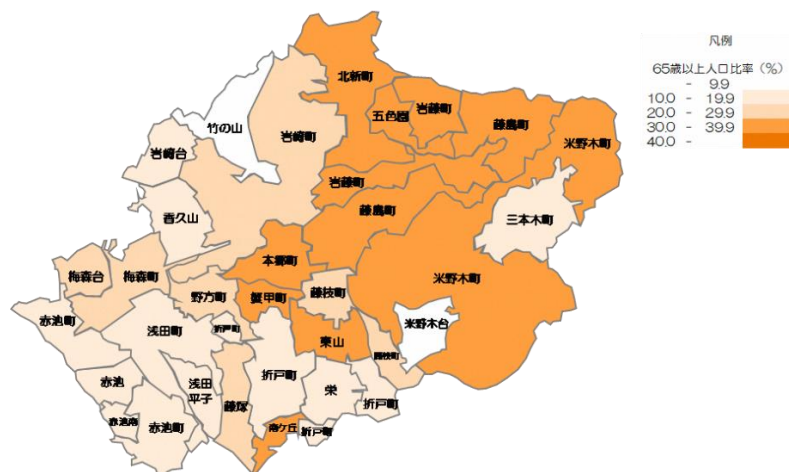 凡例
65歳以上人口比率（%）
- 9.9
10.0 - 19.9
20.0 - 29.9
30.0 - 39.9
40.0 -
北新町
岩藤町
五色園
藤島町
米野木町
竹の山
岩崎町
岩崎台
岩藤町
香久山
藤島町
三本木町
本郷町
梅森台
梅森町
米野木町
野方町
蟹甲町
藤枝町
赤池町
浅田町
折戸町
米野木台
東山
藤枝町
赤池
浅田
平子
折戸町
栄
藤塚
折戸町
赤池南
赤池町
南ヶ丘
折戸町